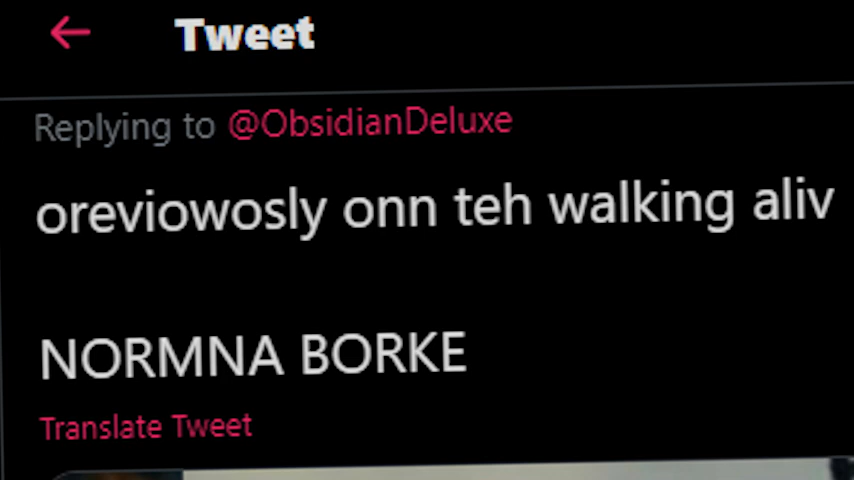 Tweet
Replying to @ObsidianDeluxe
oreviowosly onn teh walking aliv
NORMNA BORKE
Translate Tweet